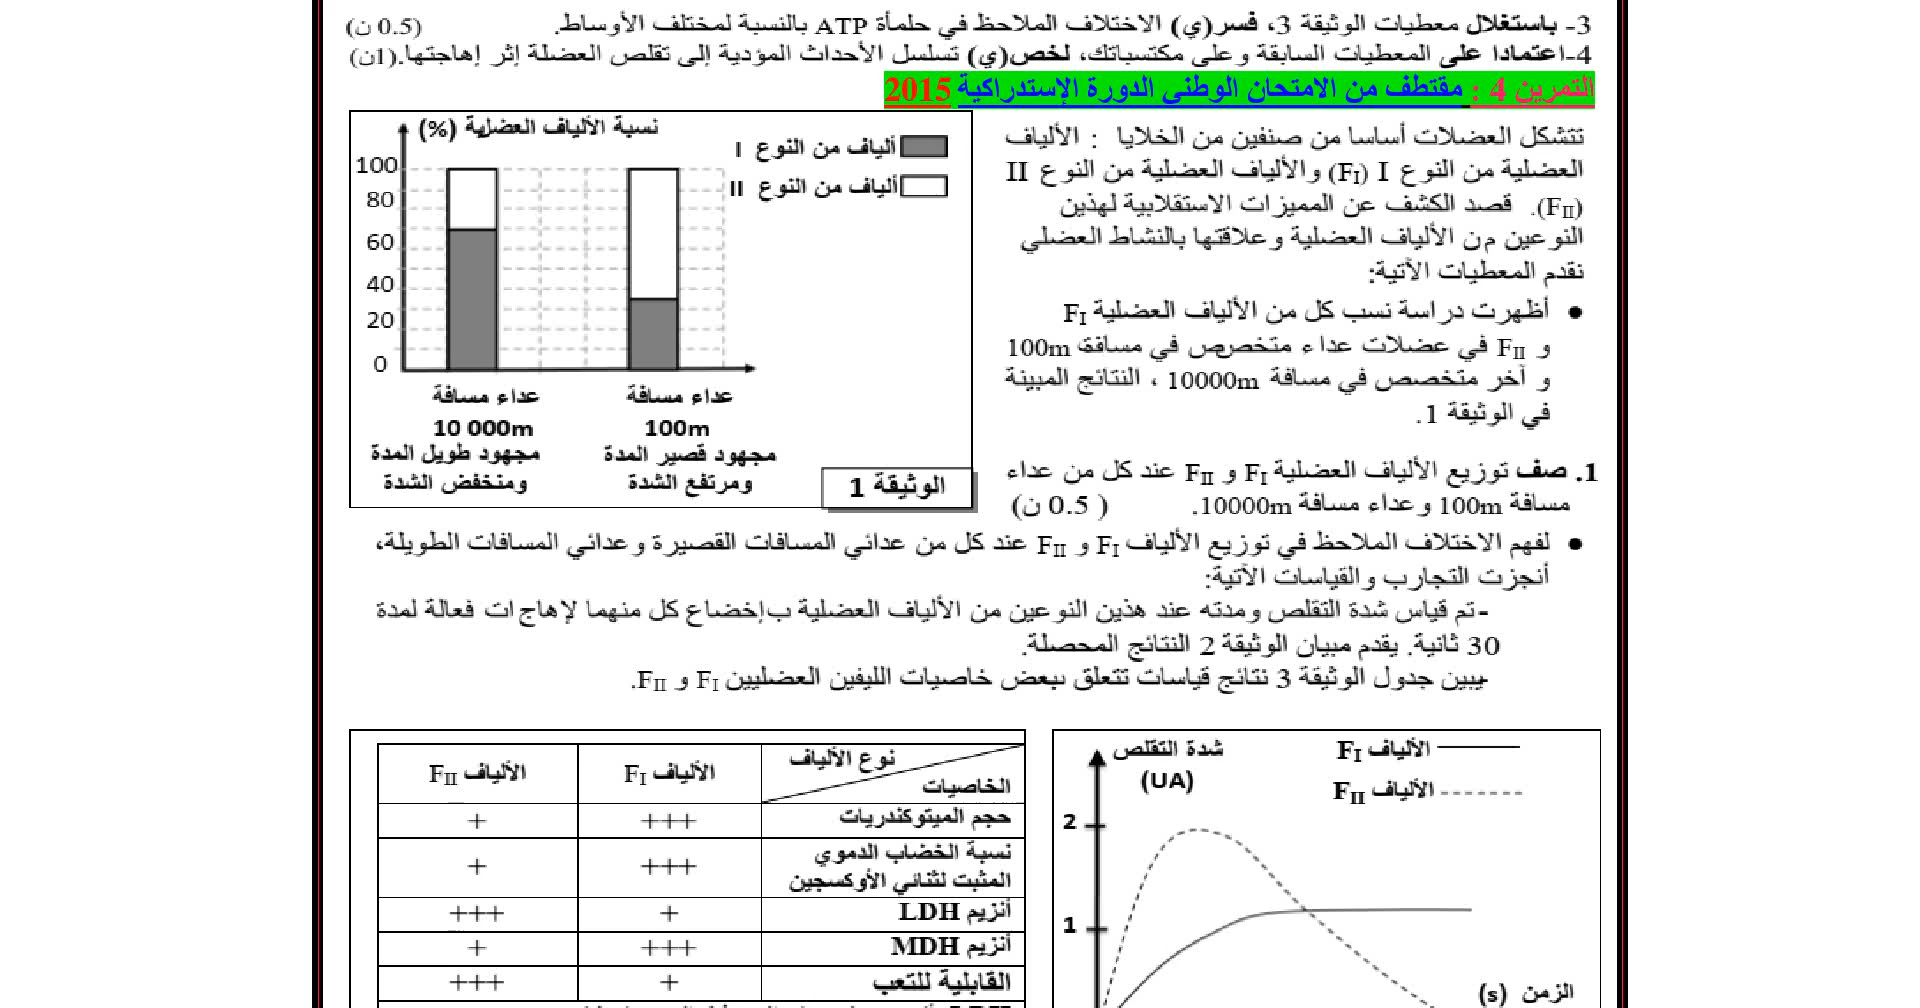 3- باستغلال معطيات الوثيقة 3، فسر(ي) الاختلاف الملاحظ في حلمأة ATP بالنسبة لمختلف الأوساط. (0.5 ن)
4-اعتمادا على المعطيات السابقة وعلى مكتسباتك، لخص(ي) تسلسل الأحداث المؤدية إلى تقلص العضلة إثر إهاجتها.(1ن)
التمرين 4 : مقتطف من الامتحان الوطني الدورة الإستدراكية 2015
تتشكل العضلات أساسا من صنفين من الخلايا : الألياف
العضلية من النوع I (FI) والألياف العضلية من النوع II
(FII). قصد الكشف عن المميزات الاستقلابية لهذين
النوعين من الألياف العضلية وعلاقتها بالنشاط العضلي
نقدم المعطيات الآتية:
● أظهرت دراسة نسب كل من الألياف العضلية FI
و FII في عضلات عداء متخصص في مسافة 100m
و آخر متخصص في مسافة 10000m ، النتائج المبينة
في الوثيقة 1.
نسبة الألياف العضلية (%)
ألياف من النوع I
ألياف من النوع II
100
80
60
40
20
0
عداء مسافة
100m
مجهود قصير المدة
ومرتفع الشدة
عداء مسافة
10 000m
مجهود طويل المدة
ومنخفض الشدة
الوثيقة 1
1. صف توزيع الألياف العضلية FI و FII عند كل من عداء
مسافة 100m وعداء مسافة 10000m. ( 0.5 ن)
● لفهم الاختلاف الملاحظ في توزيع الألياف FI و FII عند كل من عدائي المسافات القصيرة وعدائي المسافات الطويلة،
أنجزت التجارب والقياسات الآتية:
- تم قياس شدة التقلص ومدته عند هذين النوعين من الألياف العضلية بإخضاع كل منهما لإهاجات فعالة لمدة
30 ثانية. يقدم مبيان الوثيقة 2 النتائج المحصلة.
-يبين جدول الوثيقة 3 نتائج قياسات تتعلق ببعض خاصيات الليفين العضليين FI و FII.
شدة التقلص
(UA)
الألياف FI
الألياف FII
2
1
الزمن (s)
نوع الألياف
الخاصيات
الألياف FI
الألياف FII
حجم الميتوكندريات +++ +
نسبة الخضاب الدموي
المثبت لثنائي الأوكسجين +++ +
أنزيم LDH + +++
أنزيم MDH +++ +
القابلية للتعب + +++